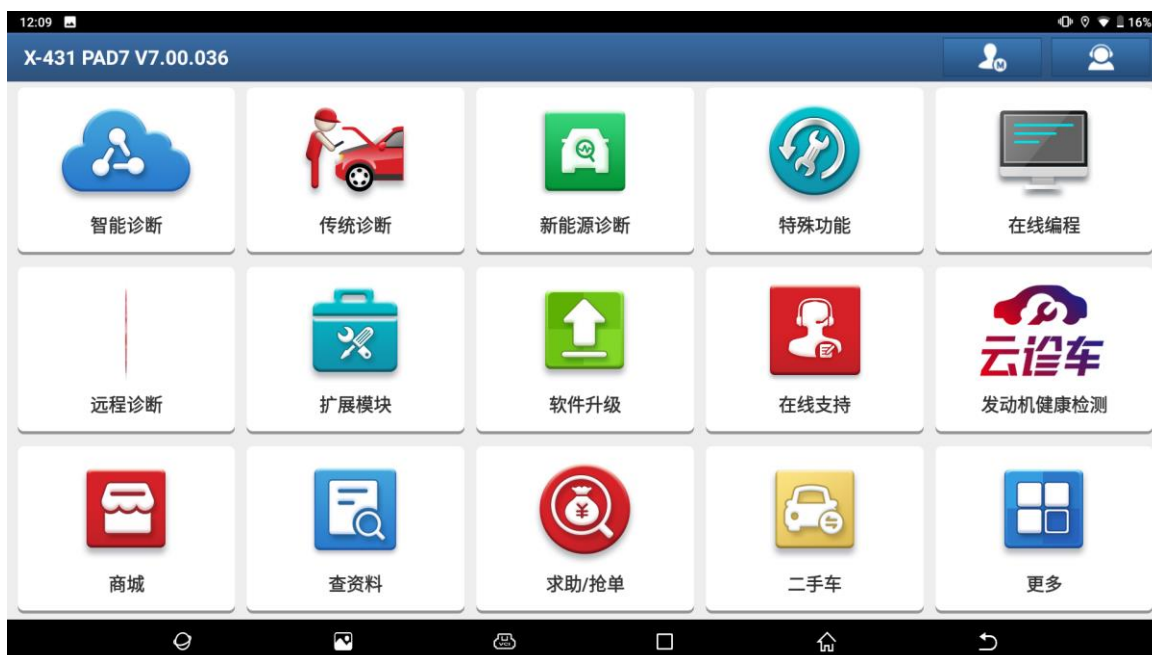 12:09
16%
X-431 PAD7 V7.00.036
M
智能诊断
传统诊断
新能源诊断
特殊功能
在线编程
远程诊断
扩展模块
软件升级
在线支持
云诊车
发动机健康检测
商城
查资料
¥
求助/抢单
二手车
更多
VCI